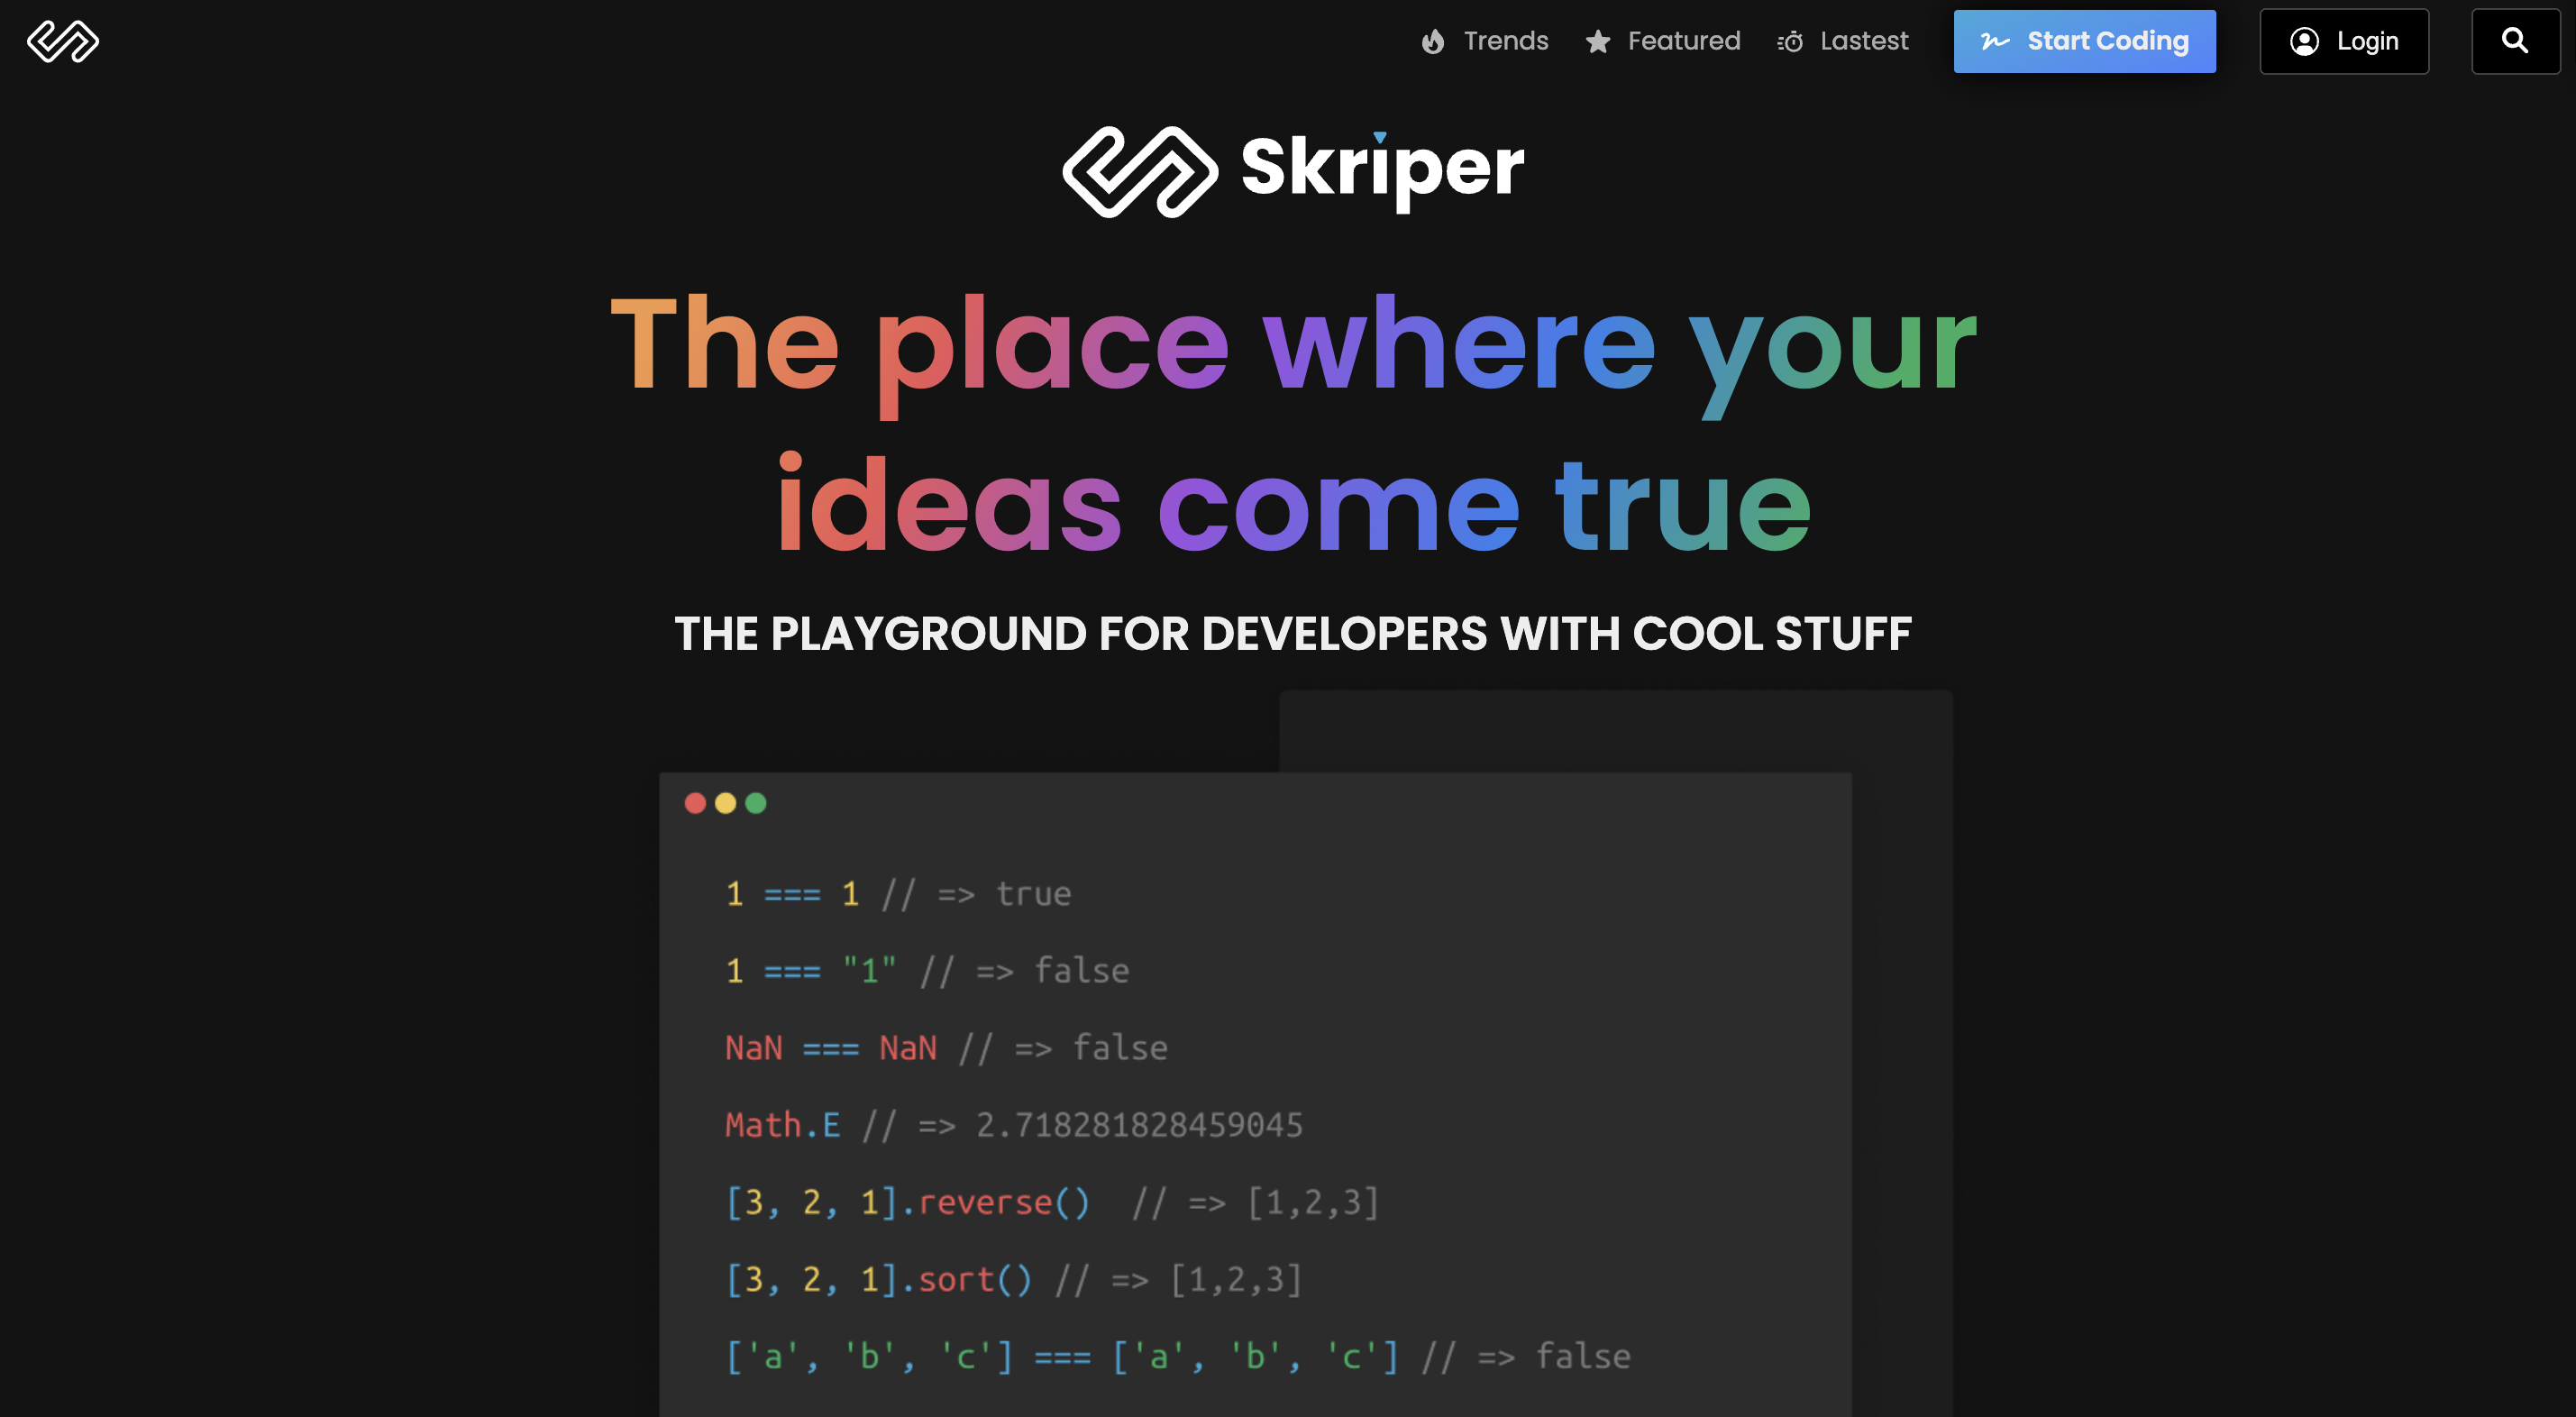 Trends Featured Lastest Start Coding Login
Skriper
The place where your
ideas come true
THE PLAYGROUND FOR DEVELOPERS WITH COOL STUFF
1 === 1 // => true
1 === "1" // => false
NaN === NaN // => false
Math.E // => 2.718281828459045
[3, 2, 1].reverse()  // => [1,2,3]
[3, 2, 1].sort() // => [1,2,3]
['a', 'b', 'c'] === ['a', 'b', 'c'] // => false